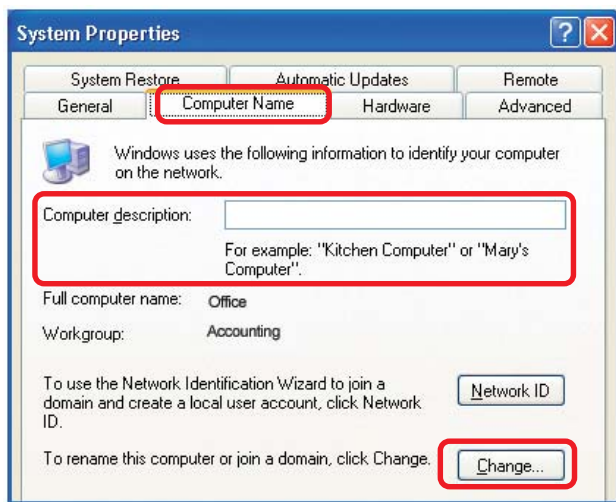 System Properties
System Restore Automatic Updates Remote
General Computer Name Hardware Advanced
Windows uses the following information to identify your computer
on the network.
Computer description:
For example: "Kitchen Computer" or "Mary's
Computer".
Full computer name: Office
Workgroup: Accounting
To use the Network Identification Wizard to join a
domain and create a local user account, click Network
ID.
Network ID
To rename this computer or join a domain, click Change.
Change...